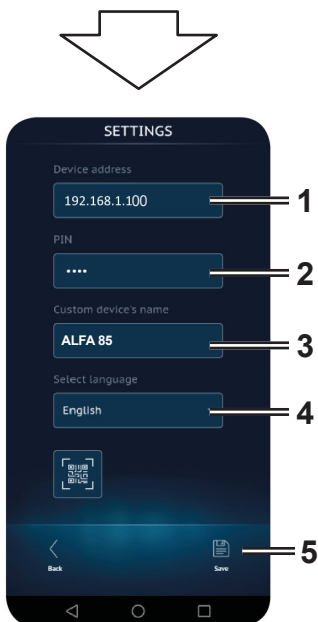 SETTINGS
Device address
192.168.1.100
1
PIN
••••
2
Custom device's name
ALFA 85
3
Select language
English
4
Back
Save
5